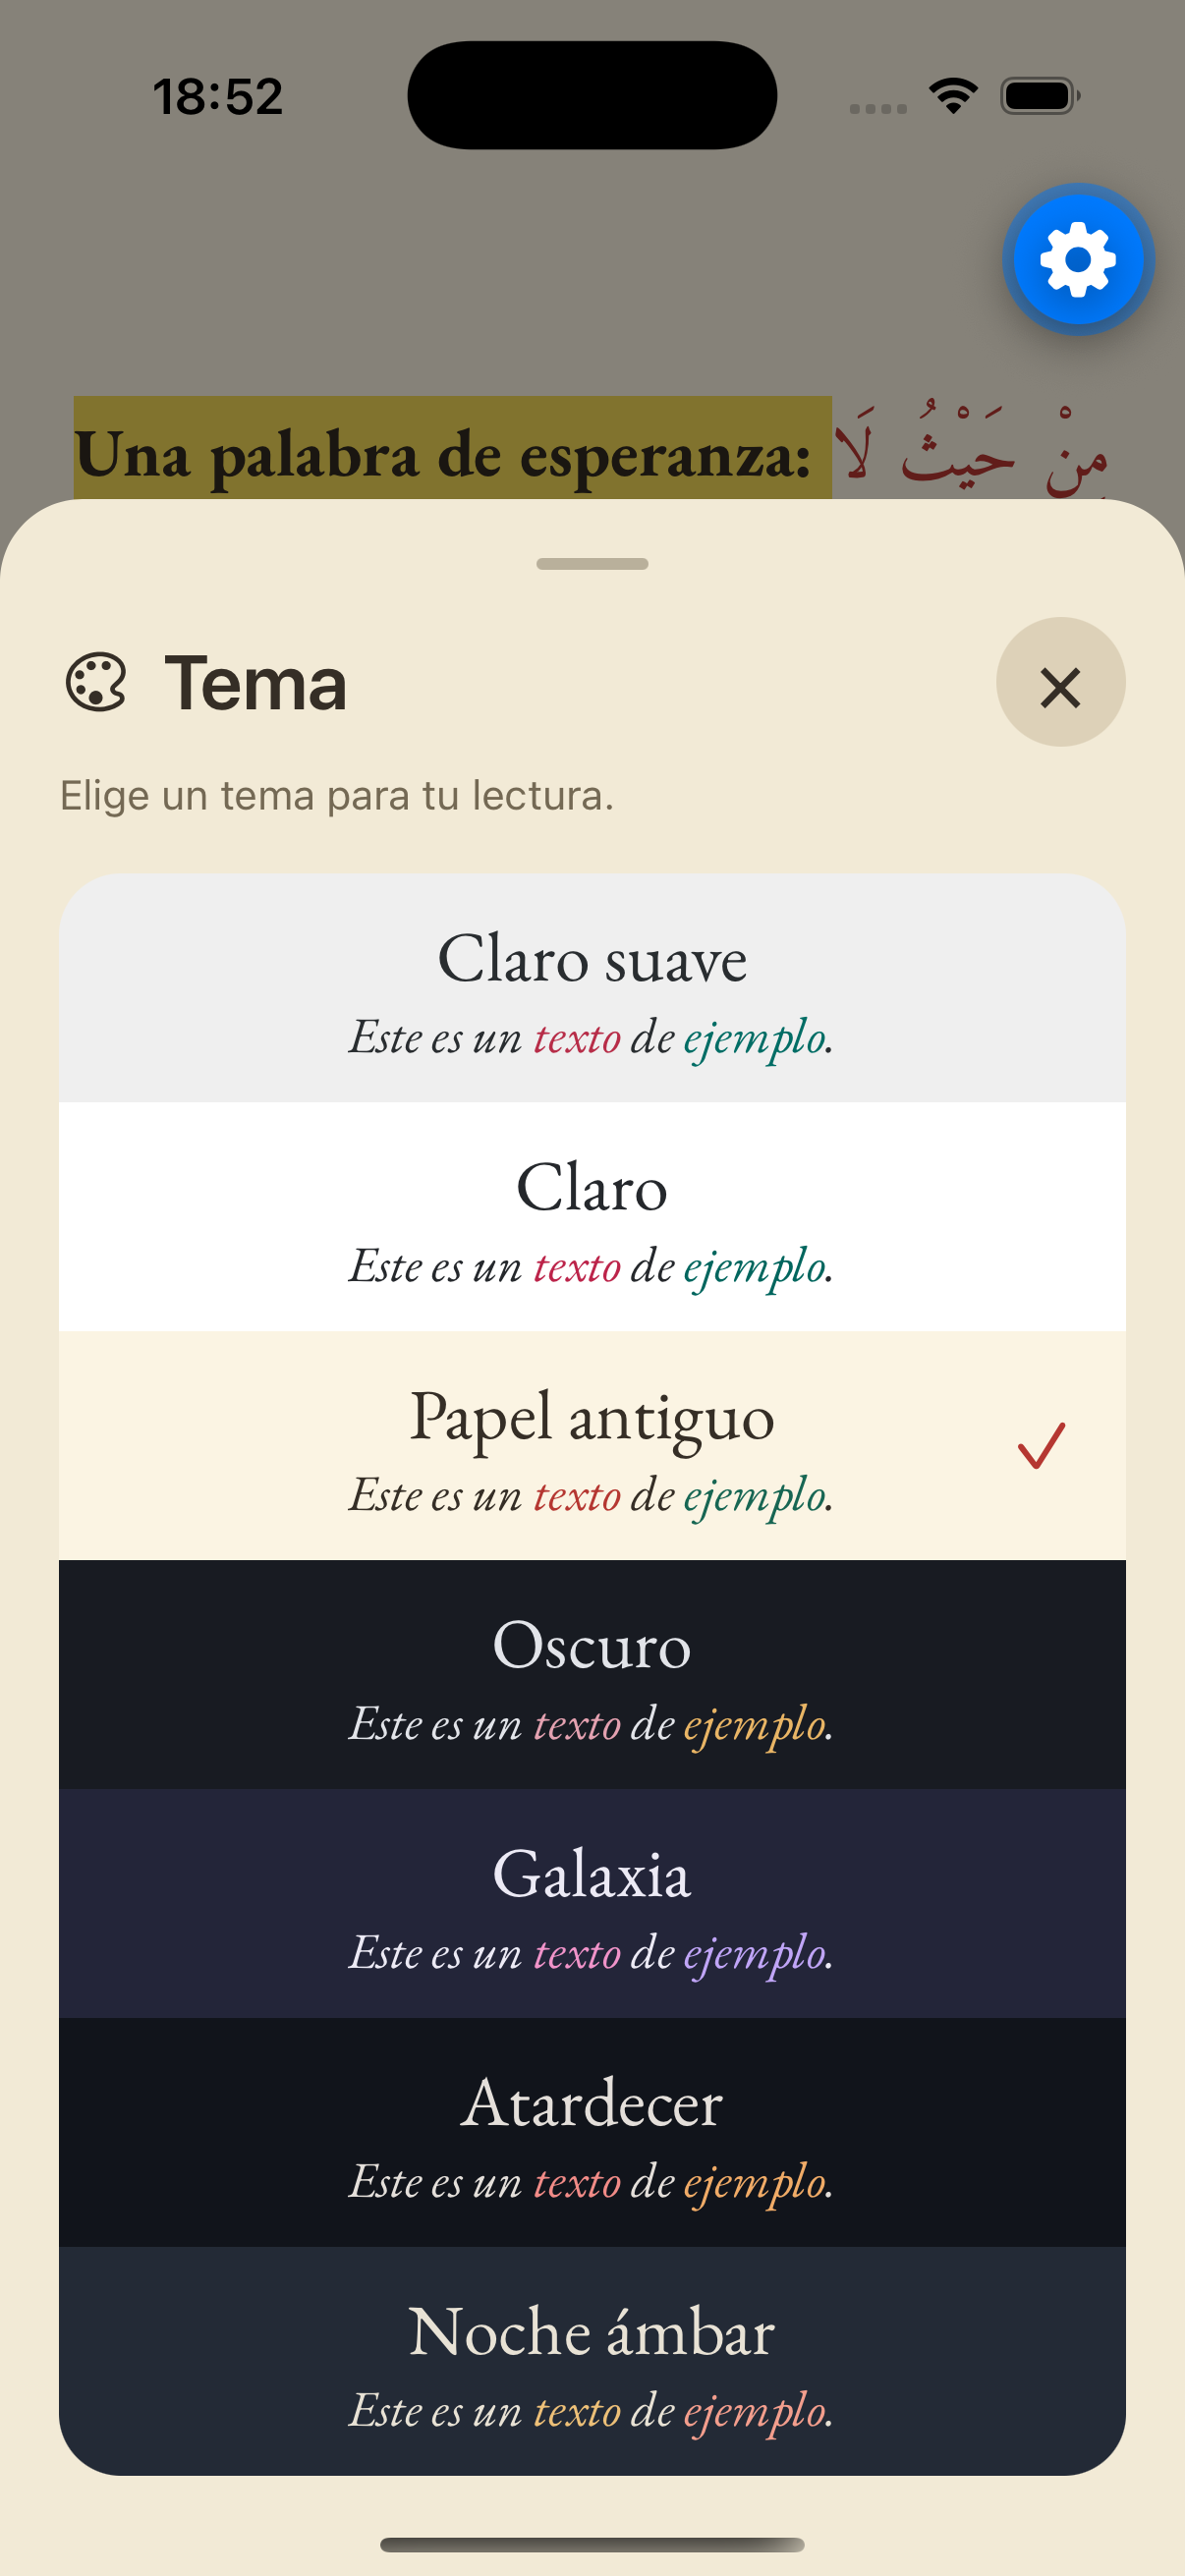 18:52
Una palabra de esperanza: مِنْ حَيْثُ لَا
Tema
Elige un tema para tu lectura.
Claro suave
Este es un texto de ejemplo.
Claro
Este es un texto de ejemplo.
Papel antiguo
Este es un texto de ejemplo.
Oscuro
Este es un texto de ejemplo.
Galaxia
Este es un texto de ejemplo.
Atardecer
Este es un texto de ejemplo.
Noche ámbar
Este es un texto de ejemplo.